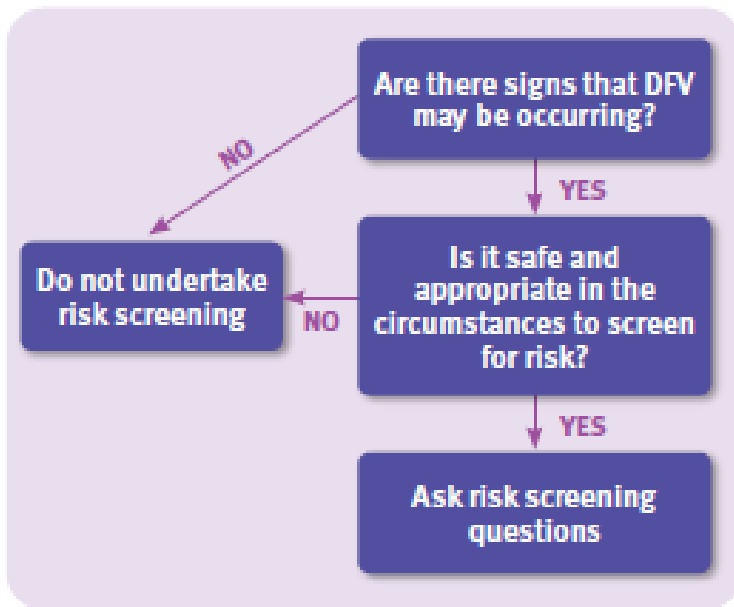 Are there signs that DFV
may be occurring?
NO
YES
Do not undertake
risk screening
NO
Is it safe and
appropriate in the
circumstances to screen
for risk?
YES
Ask risk screening
questions